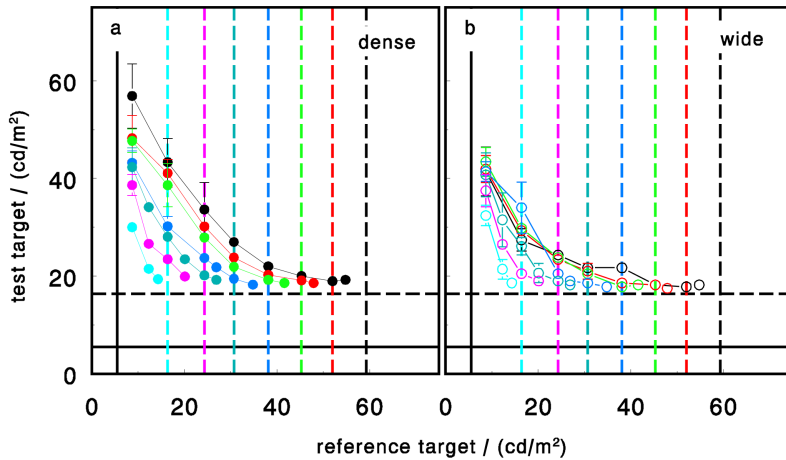 a
dense
b
wide
test target / (cd/m²)
60
40
20
0
0
20
40
60
0
20
40
60
reference target / (cd/m²)